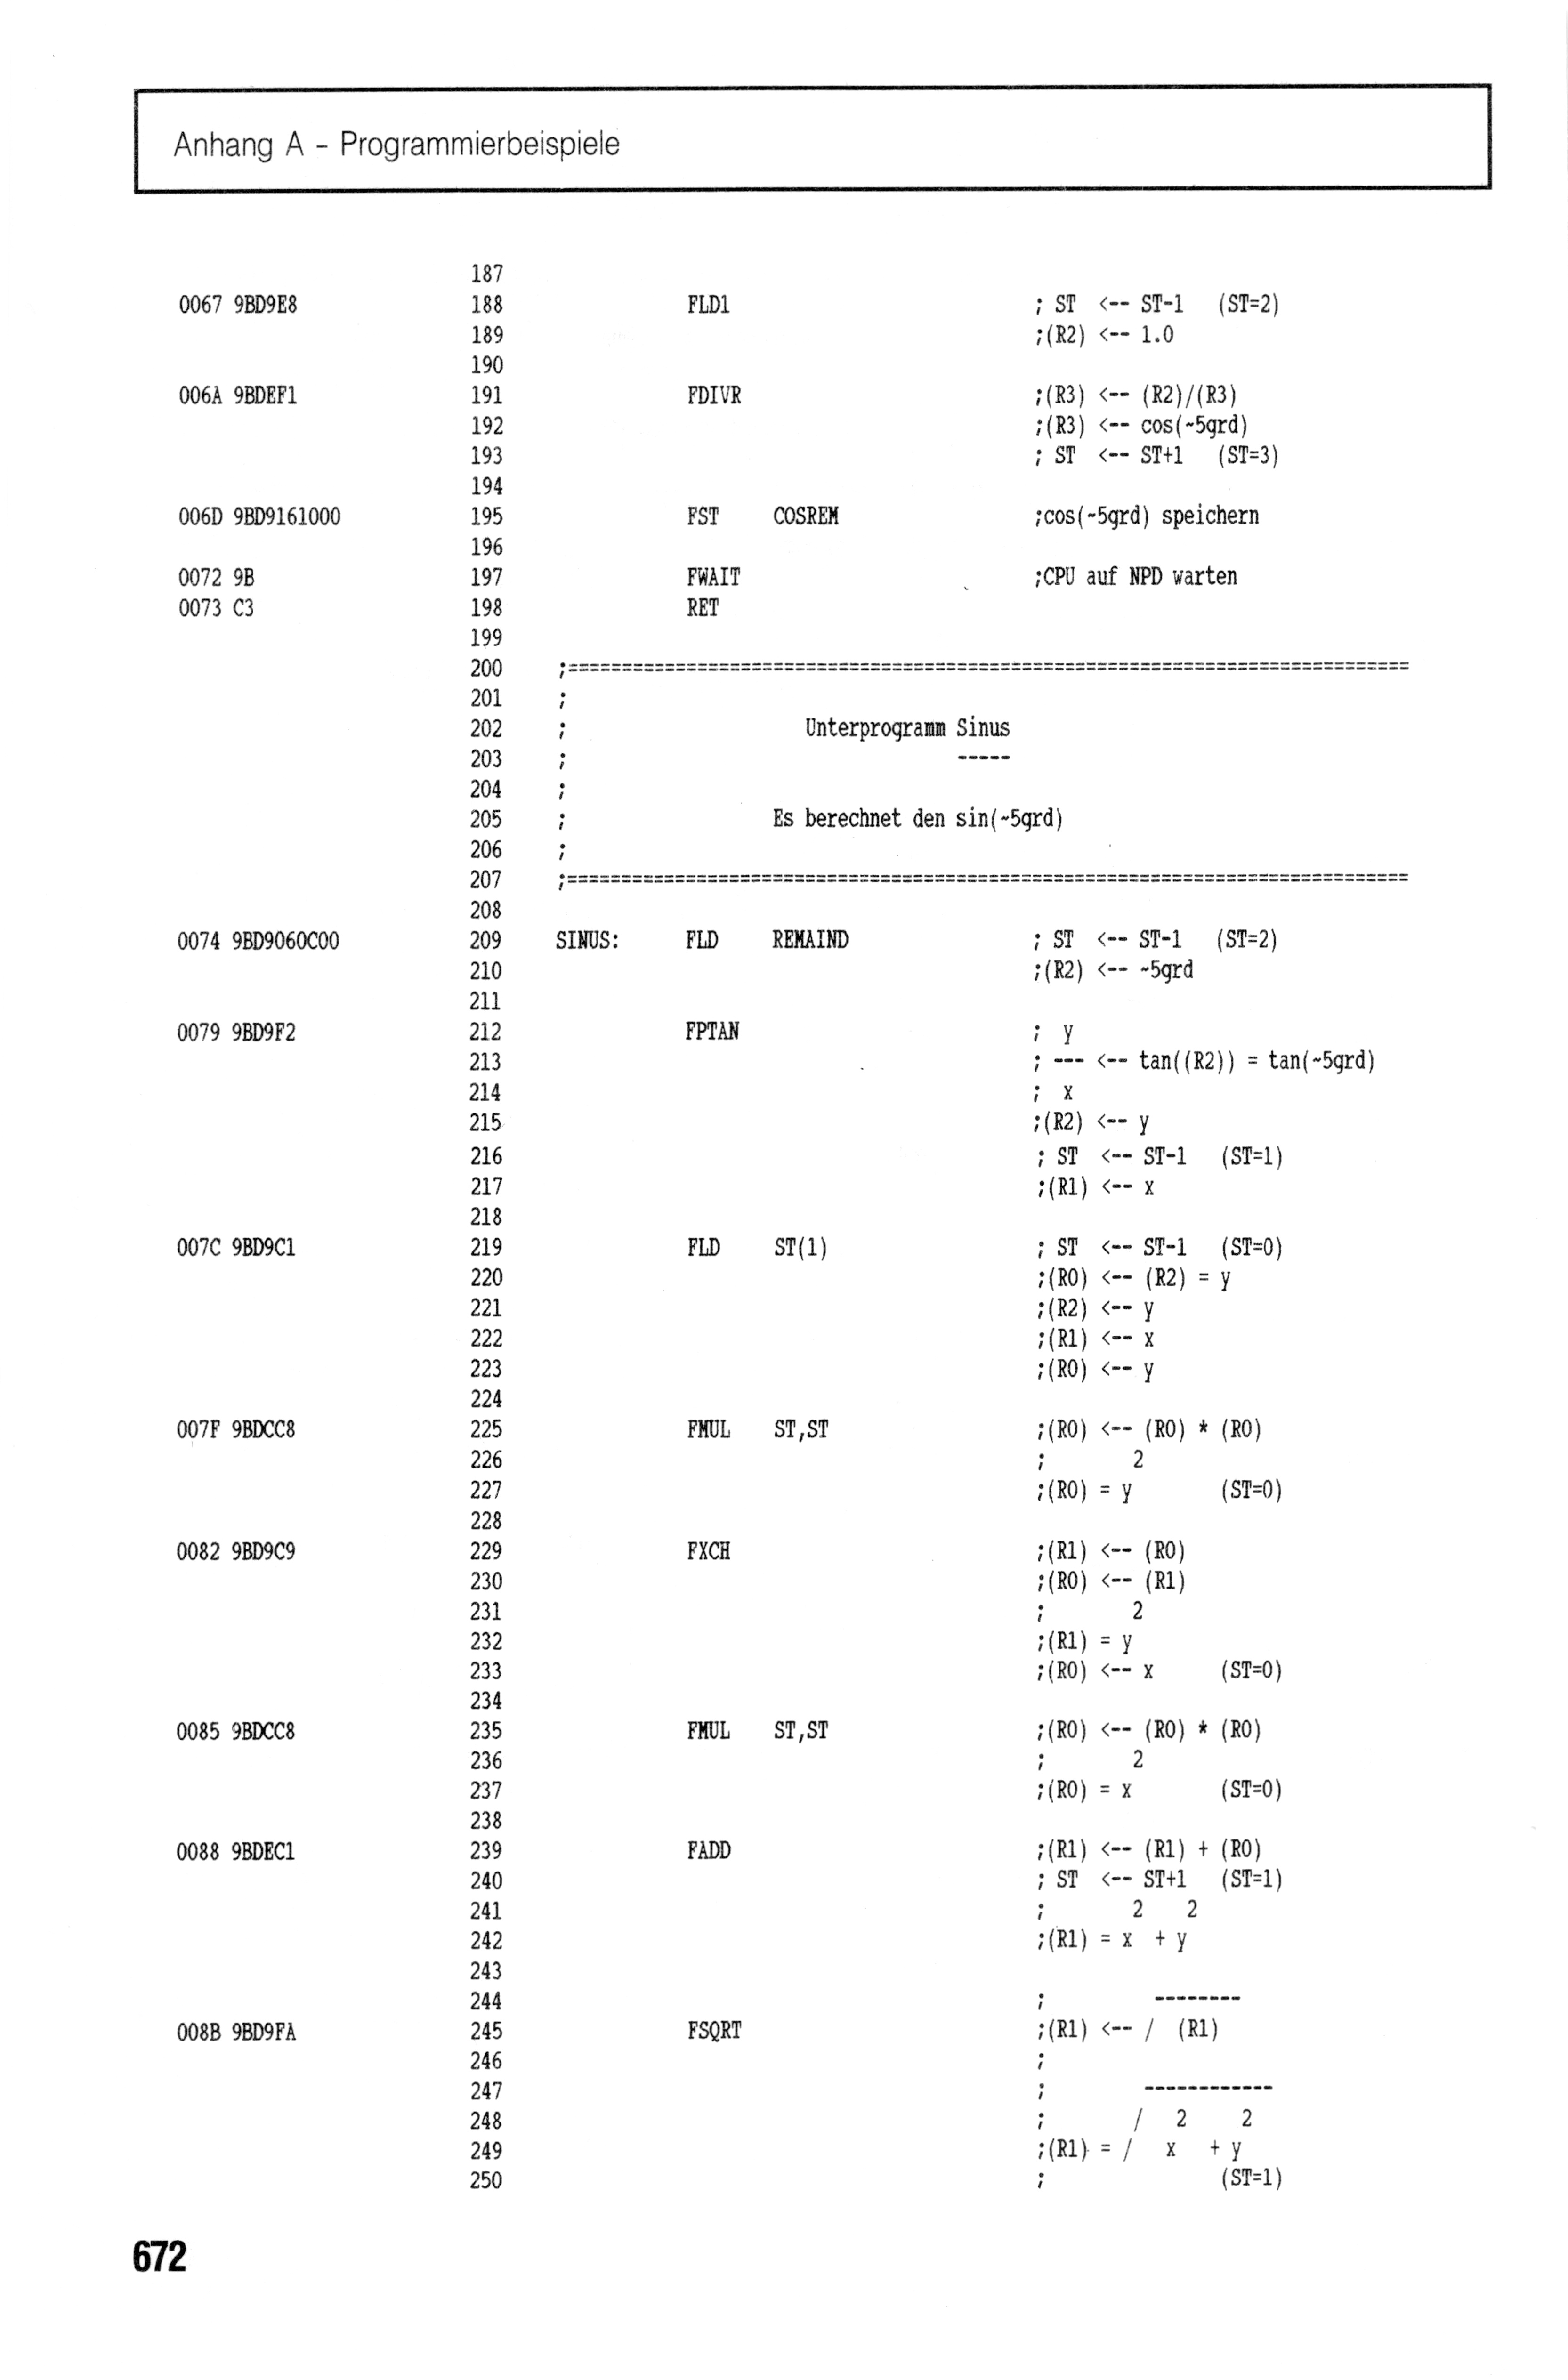 Anhang A - Programmierbeispiele
187
0067 9BD9E8 188 FLD1 ; ST <-- ST-1 (ST=2)
189 ;(R2) <-- 1.0
190
006A 9BDEF1 191 FDIVR ;(R3) <-- (R2)/(R3)
192 ;(R3) <-- cos(~5grd)
193 ; ST <-- ST+1 (ST=3)
194
006D 9BD9161000 195 FST COSREM ;cos(~5grd) speichern
196
0072 9B 197 FWAIT ;CPU auf NPD warten
0073 C3 198 RET
199
200 ;==============================================================================
201 ;
202 ; Unterprogramm Sinus
203 ; -----
204 ;
205 ; Es berechnet den sin(~5grd)
206 ;
207 ;==============================================================================
208
0074 9BD9060C00 209 SINUS: FLD REMAIND ; ST <-- ST-1 (ST=2)
210 ;(R2) <-- ~5grd
211
0079 9BD9F2 212 FPTAN ; y
213 ; --- <-- tan((R2)) = tan(~5grd)
214 ; x
215 ;(R2) <-- y
216 ; ST <-- ST-1 (ST=1)
217 ;(R1) <-- x
218
007C 9BD9C1 219 FLD ST(1) ; ST <-- ST-1 (ST=0)
220 ;(R0) <-- (R2) = y
221 ;(R2) <-- y
222 ;(R1) <-- x
223 ;(R0) <-- y
224
007F 9BDCC8 225 FMUL ST,ST ;(R0) <-- (R0) * (R0)
226 ; 2
227 ;(R0) = y (ST=0)
228
0082 9BD9C9 229 FXCH ;(R1) <-- (R0)
230 ;(R0) <-- (R1)
231 ; 2
232 ;(R1) = y
233 ;(R0) <-- x (ST=0)
234
0085 9BDCC8 235 FMUL ST,ST ;(R0) <-- (R0) * (R0)
236 ; 2
237 ;(R0) = x (ST=0)
238
0088 9BDEC1 239 FADD ;(R1) <-- (R1) + (R0)
240 ; ST <-- ST+1 (ST=1)
241 ; 2 2
242 ;(R1) = x + y
243
244 ; --------
008B 9BD9FA 245 FSQRT ;(R1) <-- / (R1)
246 ;
247 ; ------------
248 ; / 2 2
249 ;(R1) = / x + y
250 ; (ST=1)
672